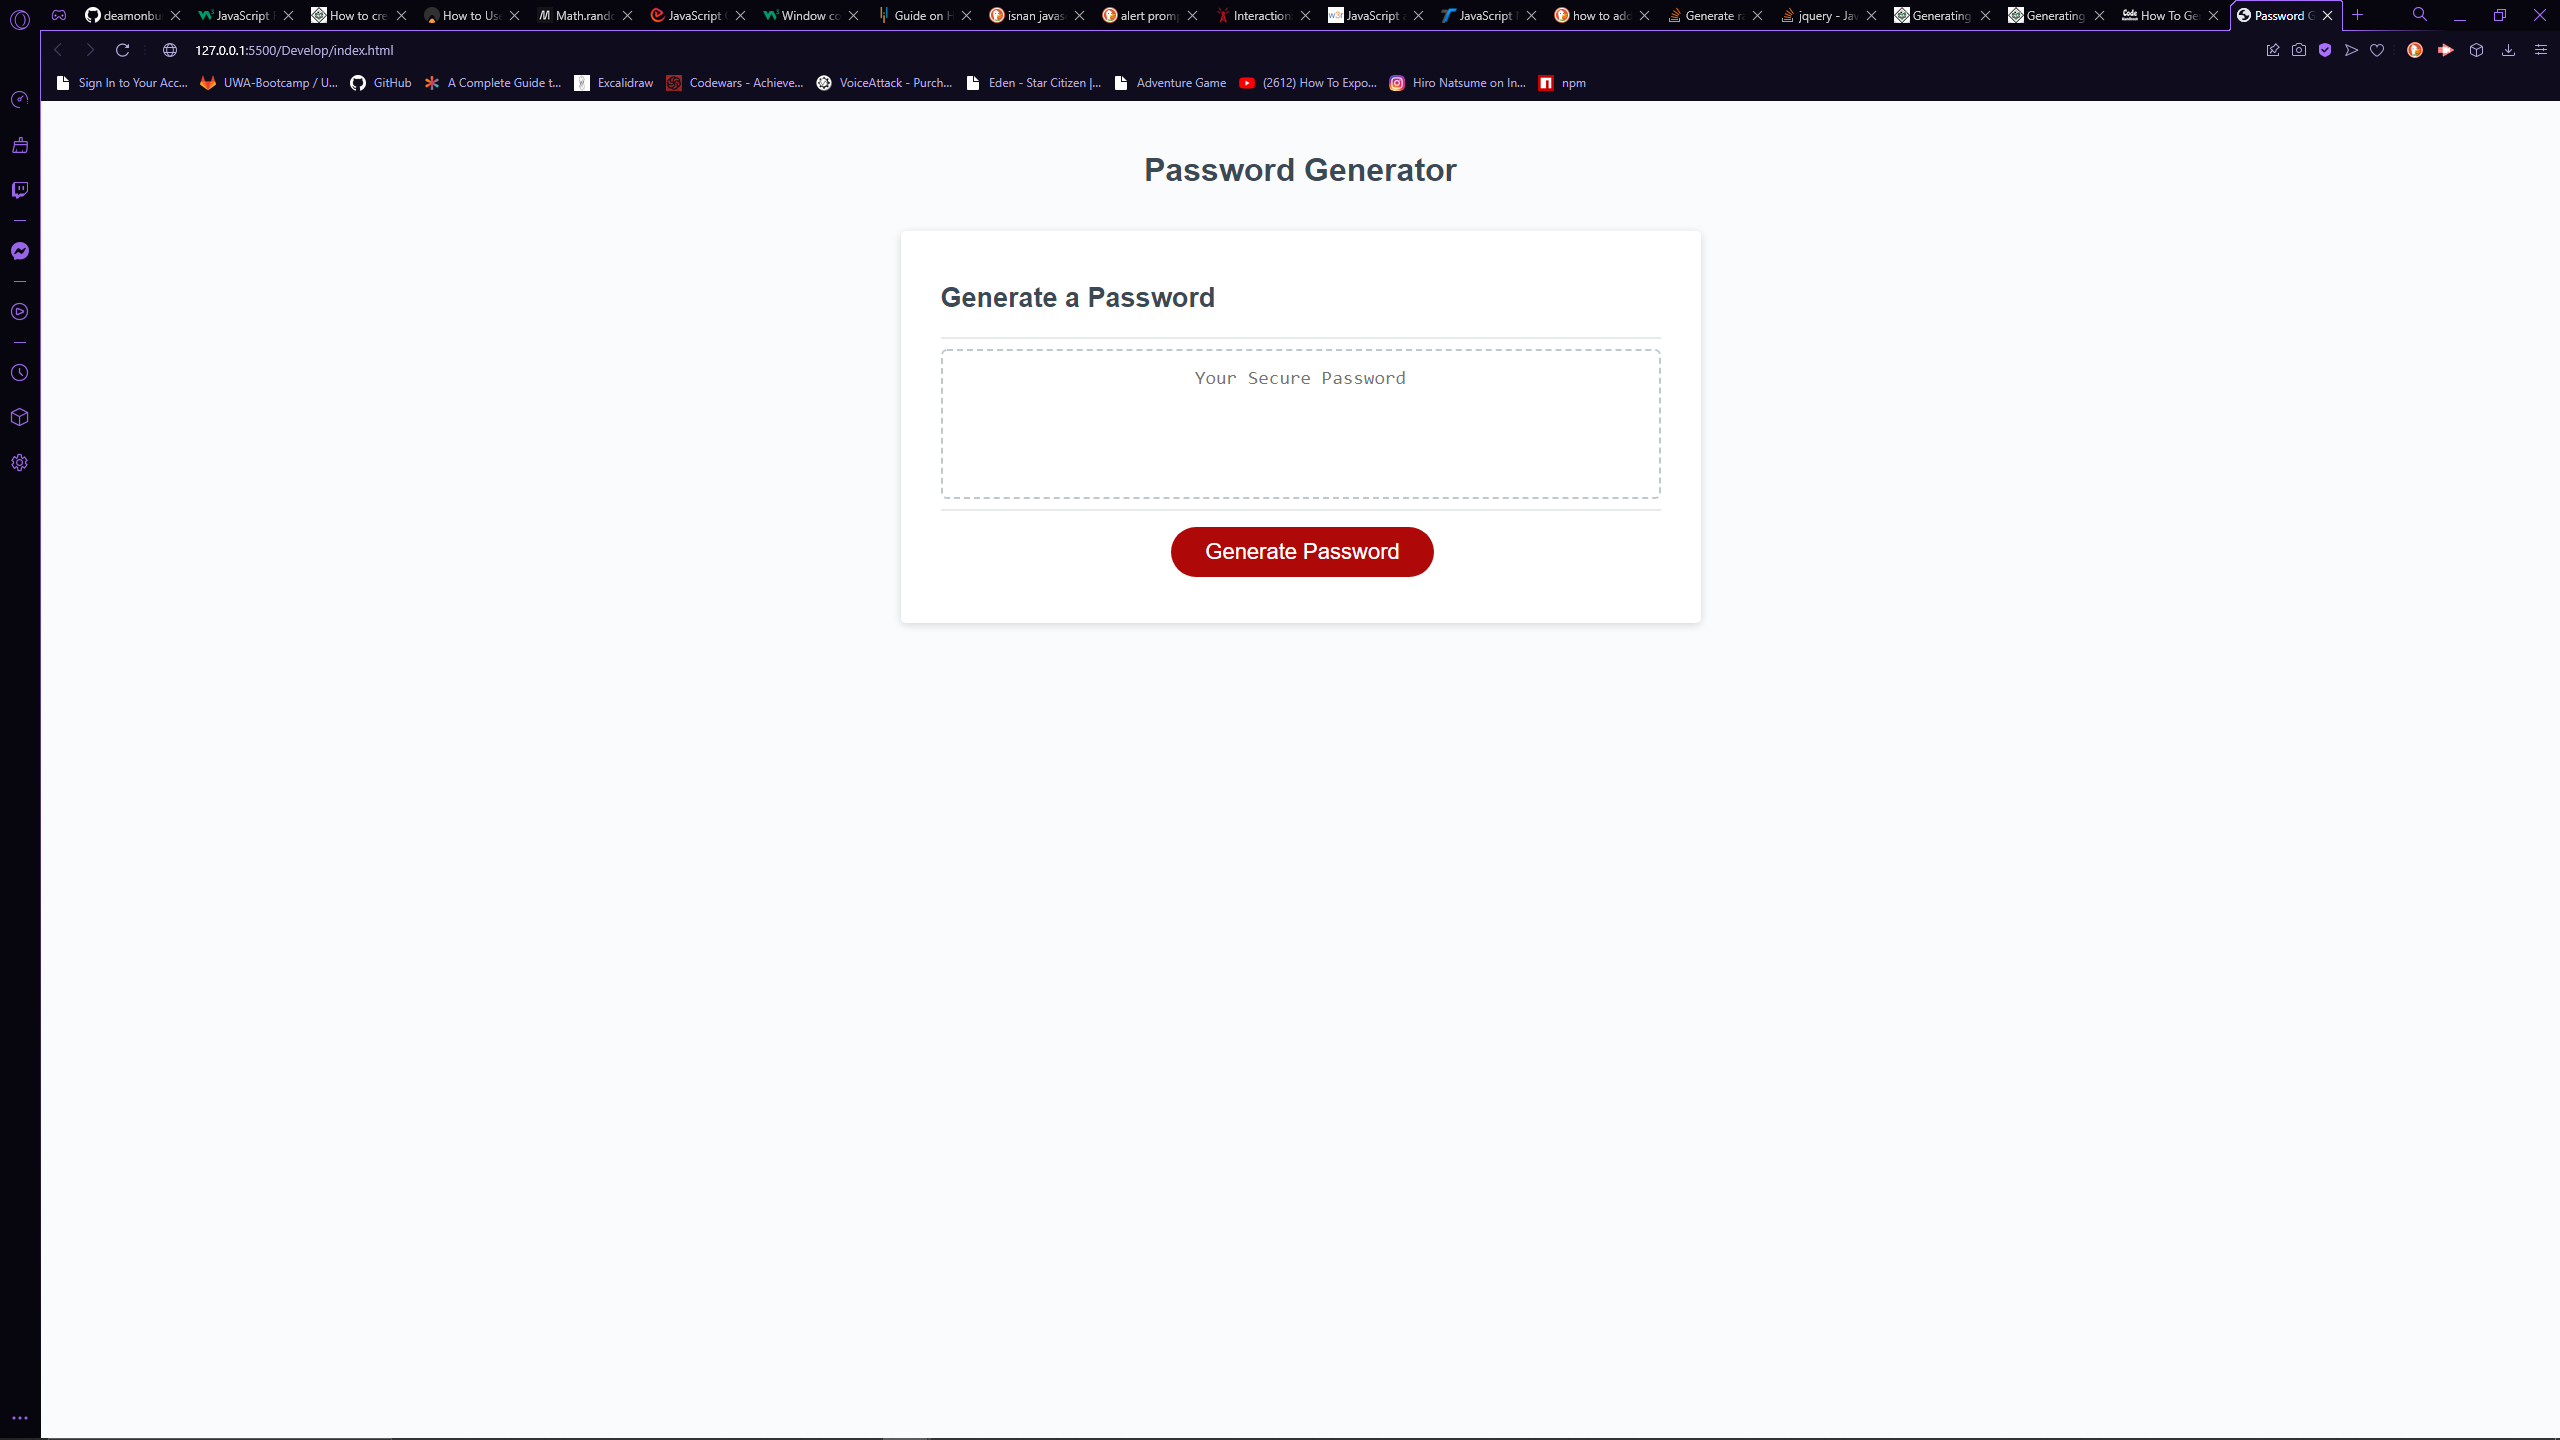 deamonbu
JavaScript
How to cre
How to Use
Math.rand
JavaScript
Window co
Guide on H
isnan javas
alert promp
Interaction
JavaScript a
JavaScript
how to add
Generate ra
jquery - Jav
Generating
Generating
How To Ge
Password G
127.0.0.1:5500/Develop/index.html
Sign In to Your Acc...
UWA-Bootcamp / U...
GitHub
A Complete Guide t...
Excalidraw
Codewars - Achieve...
VoiceAttack - Purch...
Eden - Star Citizen |...
Adventure Game
(2612) How To Expo...
Hiro Natsume on In...
npm
Password Generator
Generate a Password
Your Secure Password
Generate Password